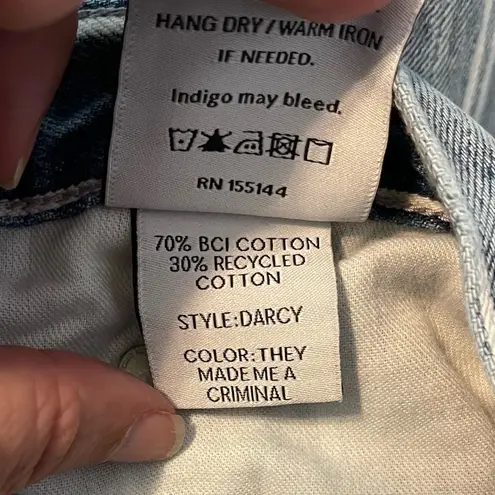 HANG DRY / WARM IRON
IF NEEDED.
Indigo may bleed.
RN 155144
70% BCI COTTON
30% RECYCLED
COTTON
STYLE:DARCY
COLOR:THEY
MADE ME A
CRIMINAL